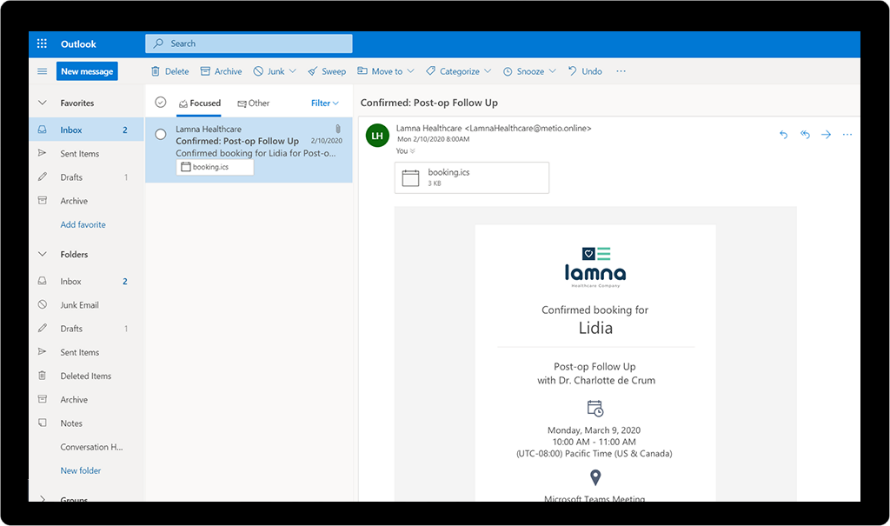 Outlook
Search
New message
Delete
Archive
Junk
Sweep
Move to
Categorize
Snooze
Undo
Favorites
Inbox 2
Sent Items
Drafts 1
Archive
Add favorite
Folders
Inbox 2
Junk Email
Drafts 1
Sent Items
Deleted Items
Archive
Notes
Conversation H...
New folder
Groups
Focused
Other
Filter
Lamna Healthcare
Confirmed: Post-op Follow Up 2/10/2020
Confirmed booking for Lidia for Post-o...
booking.ics
Confirmed: Post-op Follow Up
LH
Lamna Healthcare <LamnaHealthcare@metio.online>
Mon 2/10/2020 8:00AM
You
booking.ics
3 KB
lamna
Healthcare Company
Confirmed booking for
Lidia
Post-op Follow Up
with Dr. Charlotte de Crum
Monday, March 9, 2020
10:00 AM - 11:00 AM
(UTC-08:00) Pacific Time (US & Canada)
Microsoft Teams Meeting